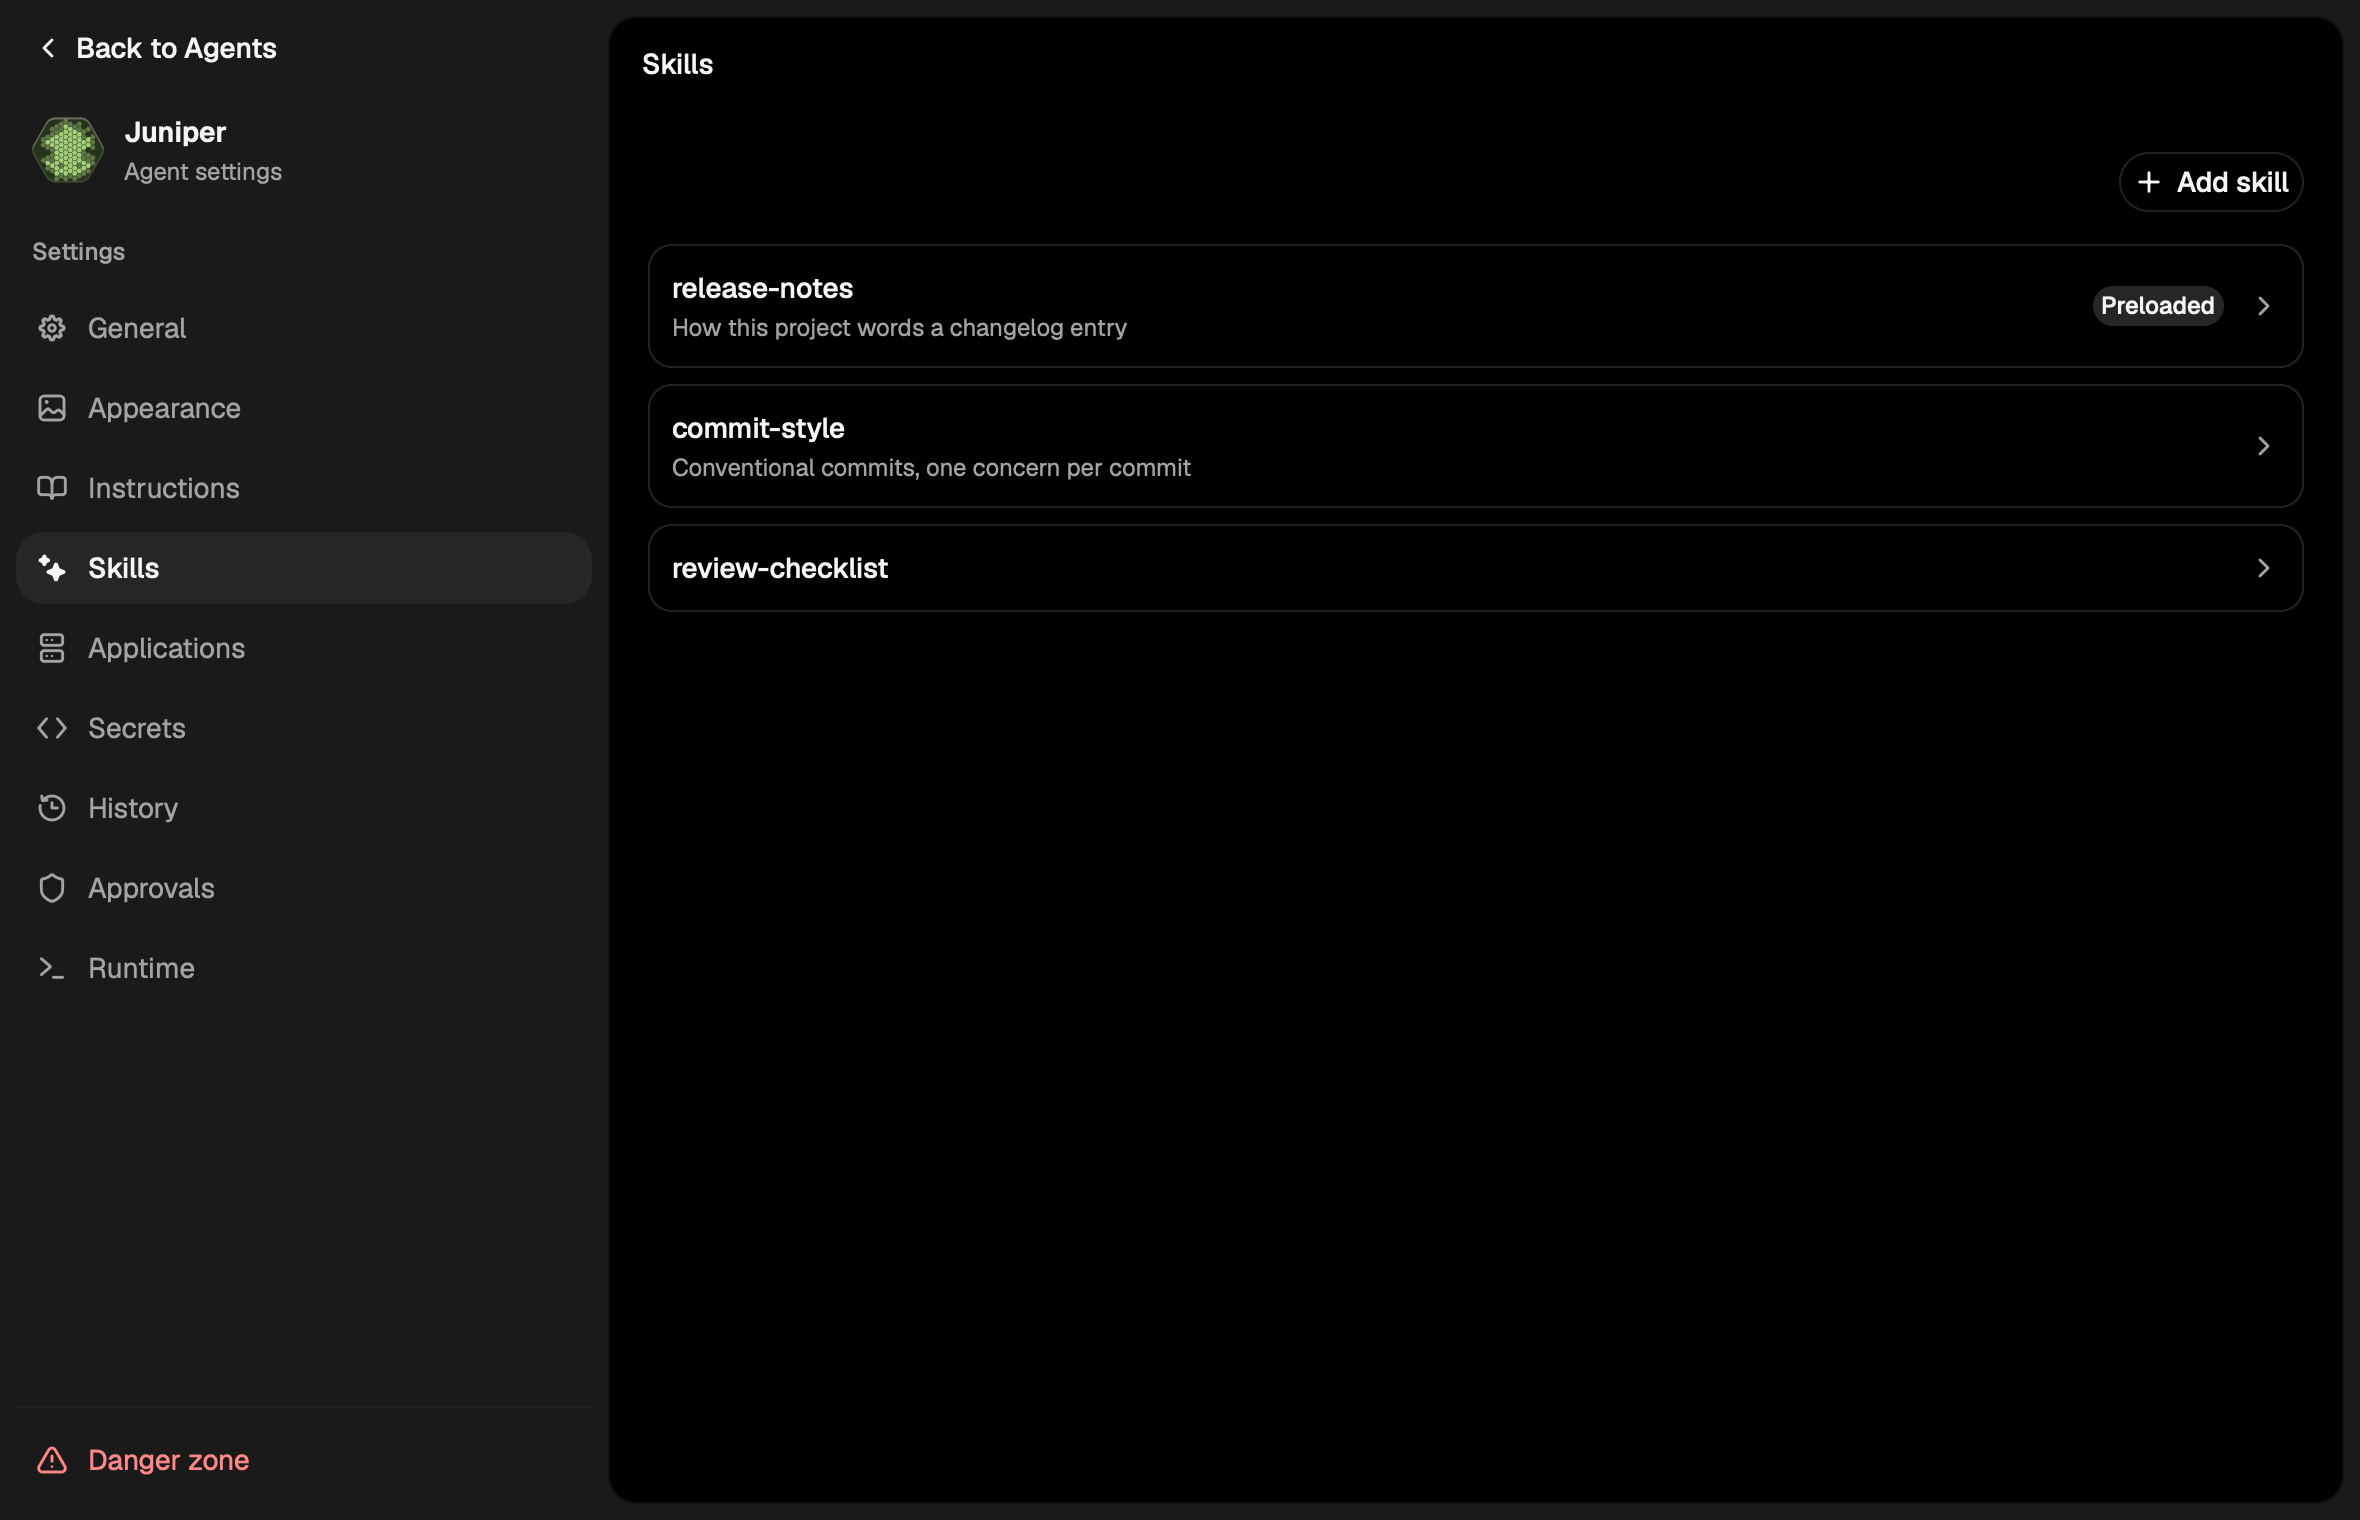 Back to Agents
Juniper
Agent settings
Settings
General
Appearance
Instructions
Skills
Applications
Secrets
History
Approvals
Runtime
Danger zone
Skills
Add skill
release-notes
How this project words a changelog entry
Preloaded
commit-style
Conventional commits, one concern per commit
review-checklist